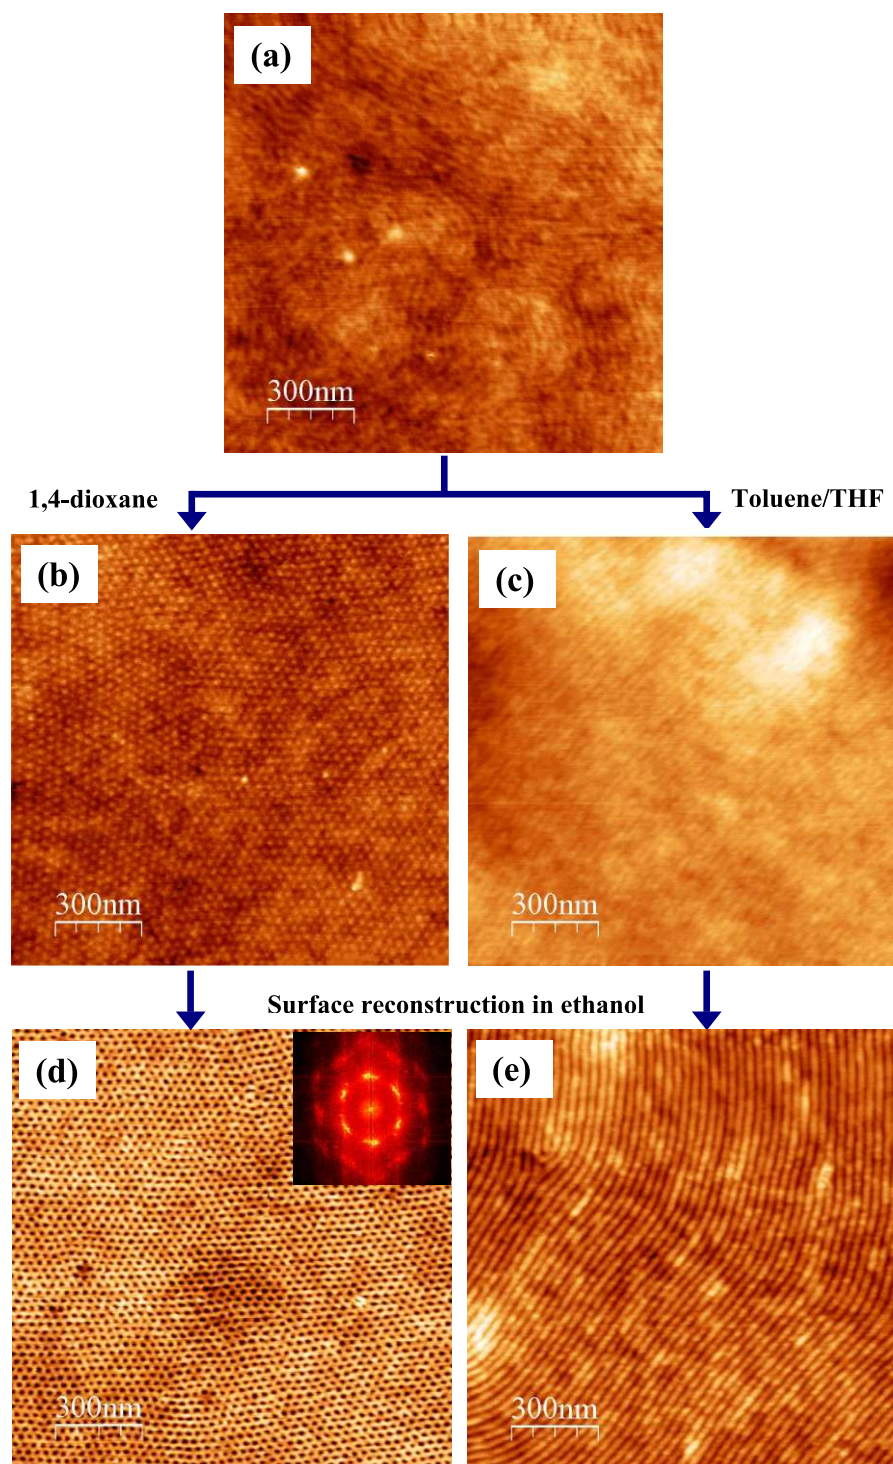 (a)
300nm
1,4-dioxane
Toluene/THF
(b)
(c)
300nm
300nm
Surface reconstruction in ethanol
(d)
(e)
300nm
300nm